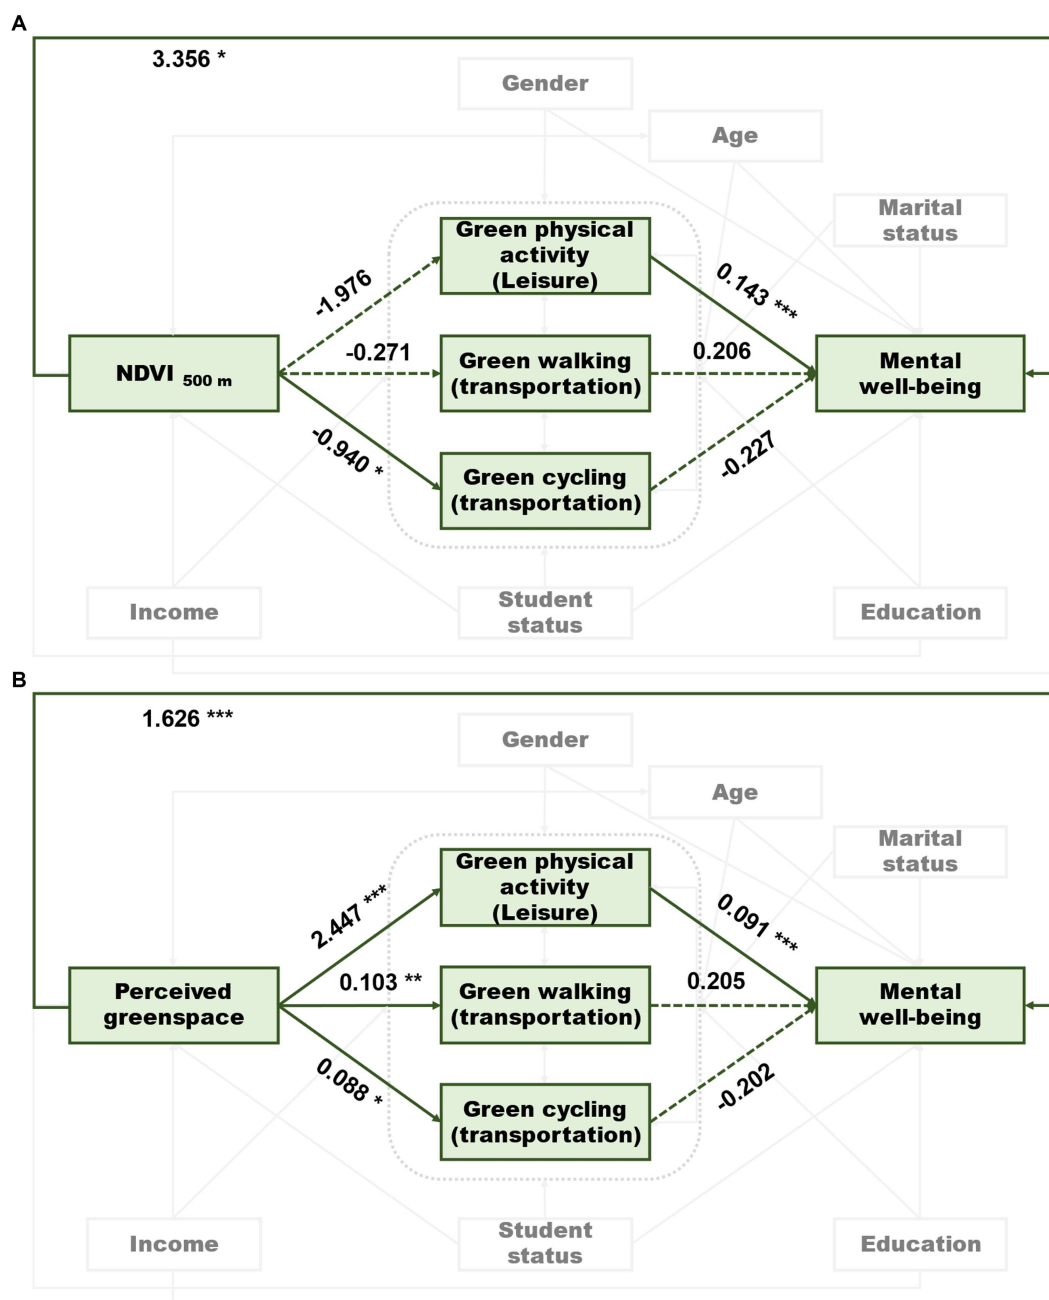 A
3.356 *
Gender
Age
Marital
status
Green physical
activity
(Leisure)
-1.976
0.143 ***
-0.271
0.206
NDVI 500 m
Green walking
(transportation)
Mental
well-being
-0.940 *
-0.227
Green cycling
(transportation)
Income
Student
status
Education
B
1.626 ***
Gender
Age
Marital
status
Green physical
activity
(Leisure)
2.447 ***
0.091 ***
0.103 **
0.205
Perceived
greenspace
Green walking
(transportation)
Mental
well-being
0.088 *
-0.202
Green cycling
(transportation)
Income
Student
status
Education